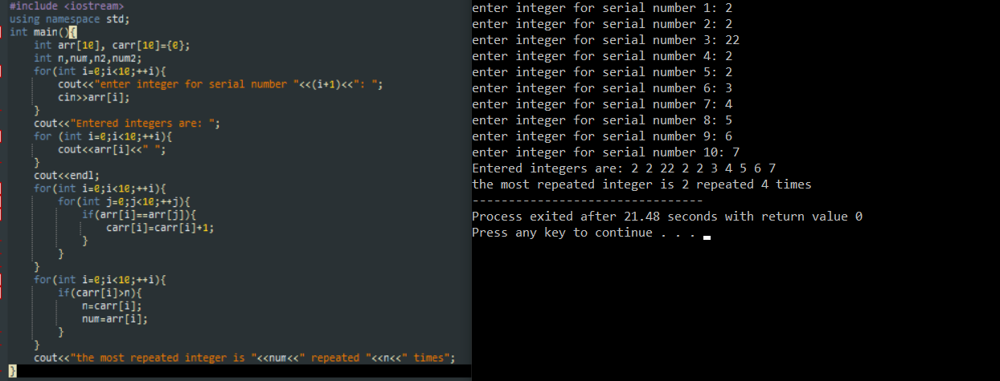 #include <iostream>
using namespace std;
int main(){
    int arr[10], carr[10]={0};
    int n,num,n2,num2;
    for(int i=0;i<10;++i){
        cout<<"enter integer for serial number "<<(i+1)<<": ";
        cin>>arr[i];
    }
    cout<<"Entered integers are: ";
    for (int i=0;i<10;++i){
        cout<<arr[i]<<" ";
    }
    cout<<endl;
    for(int i=0;i<10;++i){
        for(int j=0;j<10;++j){
            if(arr[i]==arr[j]){
                carr[i]=carr[i]+1;
            }
        }
    }
    for(int i=0;i<10;++i){
        if(carr[i]>n){
            n=carr[i];
            num=arr[i];
        }
    }
    cout<<"the most repeated integer is "<<num<<" repeated "<<n<<" times";
}
enter integer for serial number 1: 2
enter integer for serial number 2: 2
enter integer for serial number 3: 22
enter integer for serial number 4: 2
enter integer for serial number 5: 2
enter integer for serial number 6: 3
enter integer for serial number 7: 4
enter integer for serial number 8: 5
enter integer for serial number 9: 6
enter integer for serial number 10: 7
Entered integers are: 2 2 22 2 2 3 4 5 6 7
the most repeated integer is 2 repeated 4 times
--------------------------------
Process exited after 21.48 seconds with return value 0
Press any key to continue . . .